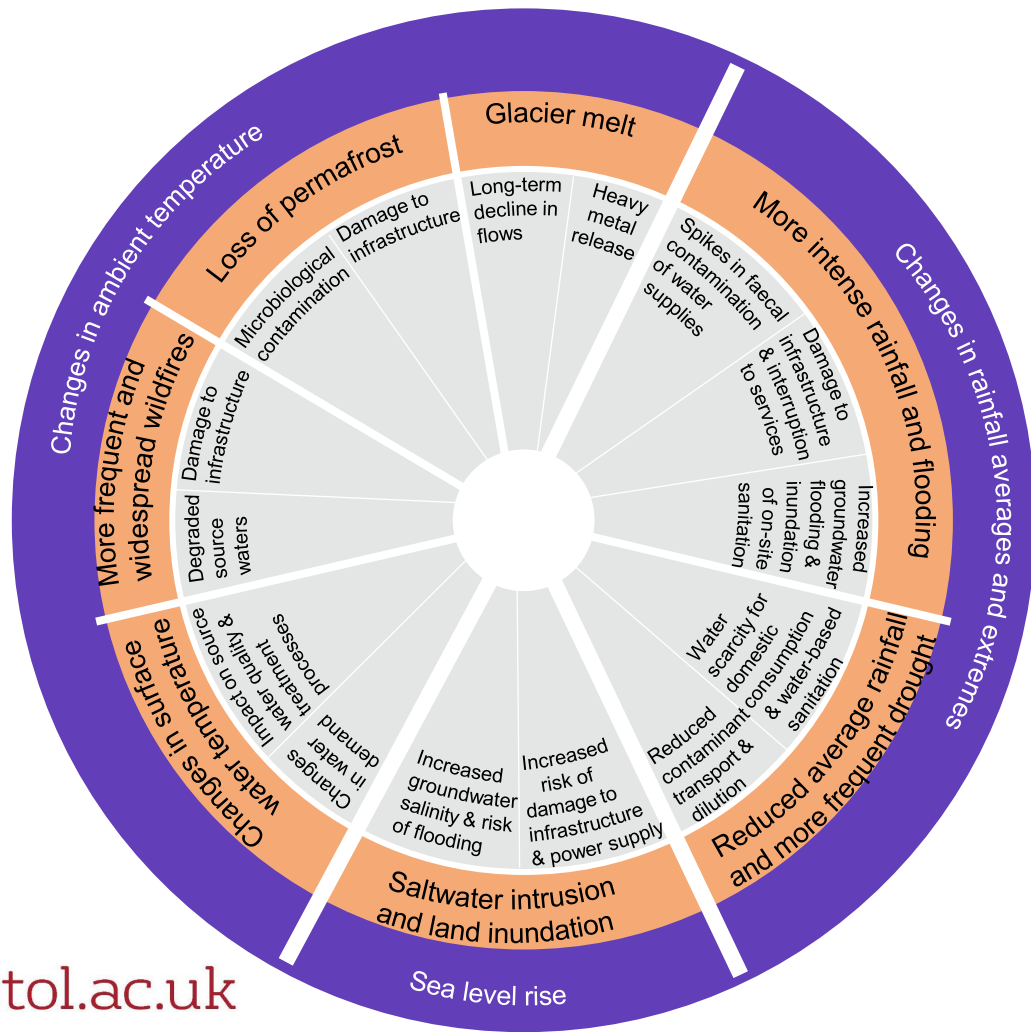 Changes in ambient temperature
Glacier melt
Long-term
decline in
flows
Heavy
metal
release
Loss of permafrost
Microbiological
contamination
Damage to
infrastructure
More frequent and
widespread wildfires
Damage to
infrastructure
Degraded
source
waters
Changes in surface
water temperature
Impact on source
water quality &
treatment
processes
Changes
in water
demand
Changes in rainfall averages and extremes
More intense rainfall and flooding
Spikes in faecal
contamination
of water
supplies
Damage to
infrastructure
& interruption
to services
Increased
groundwater
flooding &
inundation
of on-site
sanitation
Reduced average rainfall
and more frequent drought
Water
scarcity for
domestic
consumption
& water-based
sanitation
Reduced
contaminant
transport &
dilution
Sea level rise
Saltwater intrusion
and land inundation
Increased
risk of
damage to
infrastructure
& power supply
Increased
groundwater
salinity & risk
of flooding
tol.ac.uk